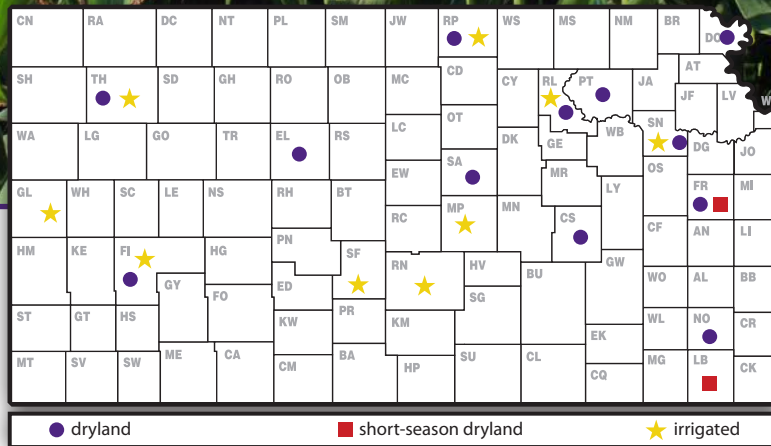 CN RA DC NT PL SM JW RP WS MS NM BR DO
SH TH SD GH RO OB MC CD CY RL PT JA AT JF LV
WA LG GO TR EL RS LC OT DK GE WB SN DG JO
GL WH SC LE NS RH BT EW SA MP MN MR LY OS FR MI
HM KE FI HG PN SF RC RN HV CS CF AN LI
GY FO ED SG BU GW WO AL BB
ST GT HS KW PR KM EK WL NO CR
MT SV SW ME CA CM BA HP SU CL CQ MG LB CK
dryland short-season dryland irrigated